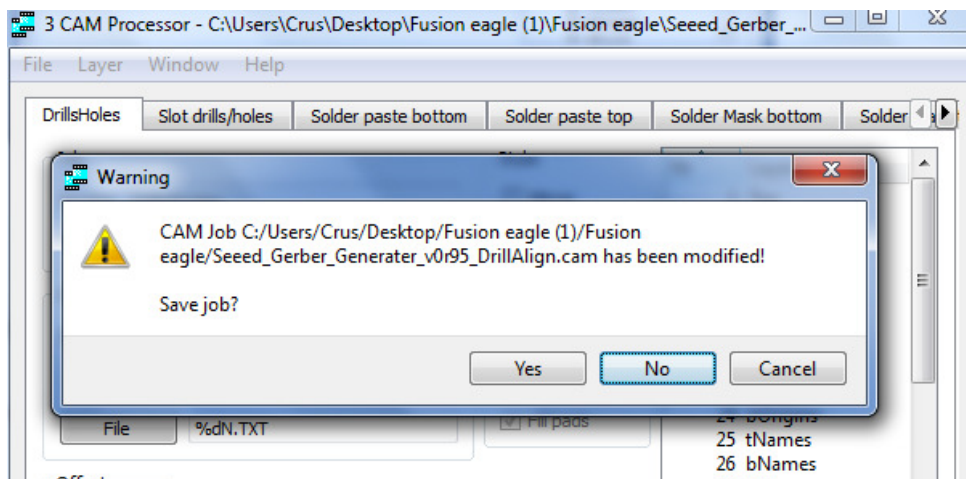 3 CAM Processor - C:\Users\Crus\Desktop\Fusion eagle (1)\Fusion eagle\Seeed_Gerber_...
File Layer Window Help
DrillsHoles Slot drills/holes Solder paste bottom Solder paste top Solder Mask bottom Solder
Warning
CAM Job C:/Users/Crus/Desktop/Fusion eagle (1)/Fusion
eagle/Seeed_Gerber_Generater_v0r95_DrillAlign.cam has been modified!
Save job?
Yes No Cancel
File %dN.TXT Fill pads
24 bOrigins
25 tNames
26 bNames